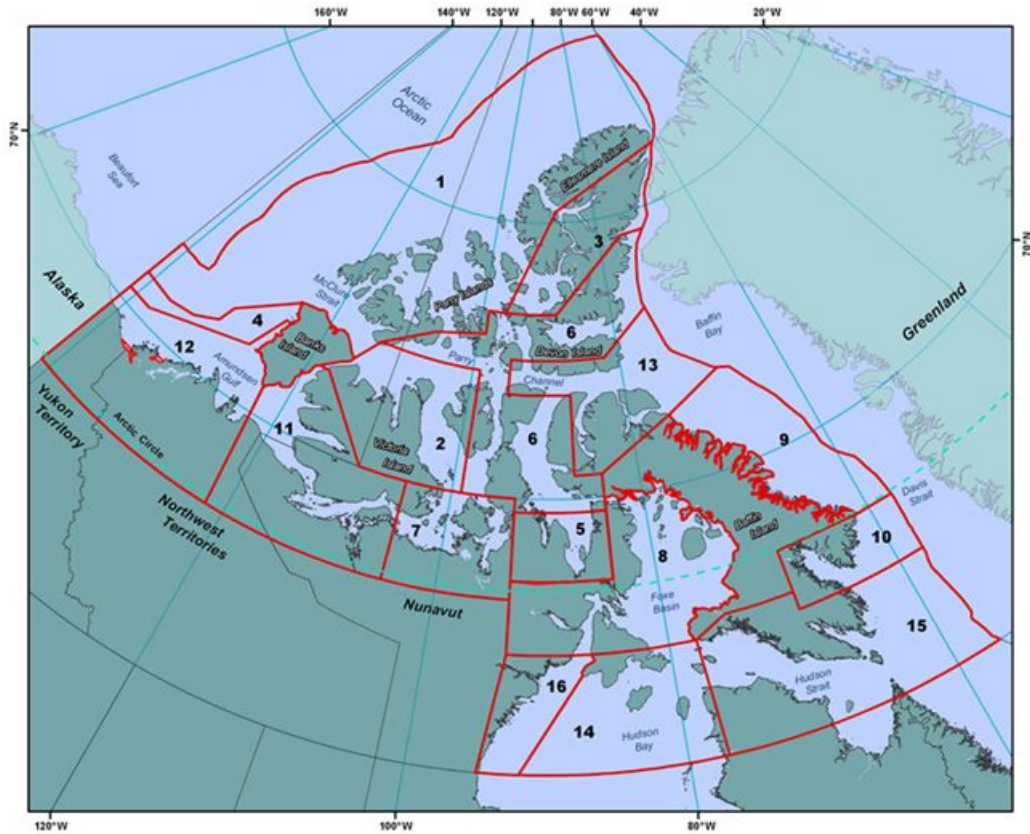 160°W 140°W 120°W 100°W 80°W 60°W 40°W 20°W
70°N
Arctic
Ocean
Beaufort
Sea
1
Ellesmere Island
3
70°N
McClure
Strait
Parry Islands
Alaska
Greenland
4
Banks
Island
6
Devon Island
Baffin
Bay
12
Amundsen
Gulf
Parry
Channel
13
Yukon
Territory
Arctic Circle
11
Victoria
Island
2
6
9
Davis
Strait
Northwest
Territories
7
5
Baffin
Island
10
8
Nunavut
Foxe
Basin
15
16
Hudson
Strait
14
Hudson
Bay
120°W 100°W 80°W